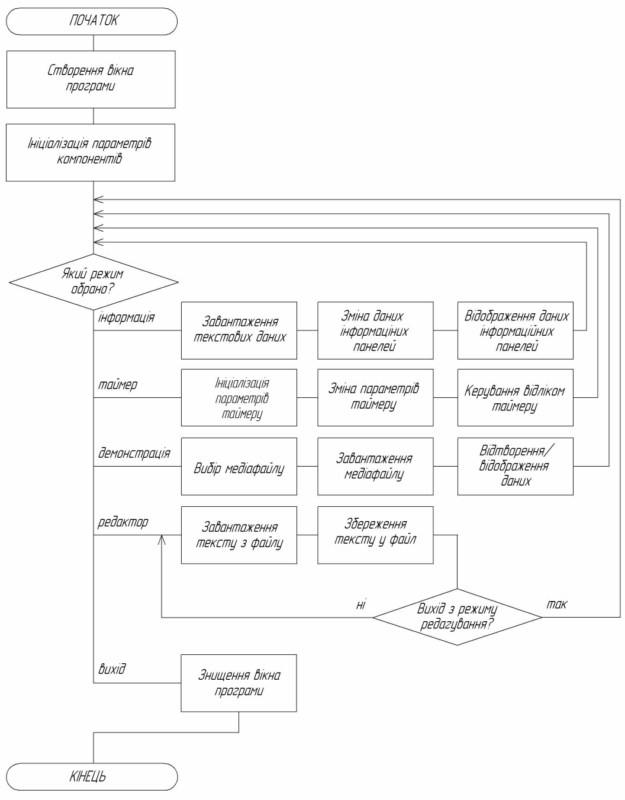 ПОЧАТОК
Створення вікна
програми
Ініціалізація параметрів
компонентів
Який режим
обрано?
інформація
Завантаження
текстових даних
Зміна даних
інформаціних
панелей
Відображення даних
інформаційних
панелей
таймер
Ініціалізація
параметрів
таймеру
Зміна параметрів
таймеру
Керування відліком
таймеру
демонстрація
Вибір медіафайлу
Завантаження
медіафайлу
Відтворення/
відображення
даних
редактор
Завантаження
тексту з файлу
Збереження
тексту у файл
ні
Вихід з режиму
редагування?
так
вихід
Знищення вікна
програми
КІНЕЦЬ